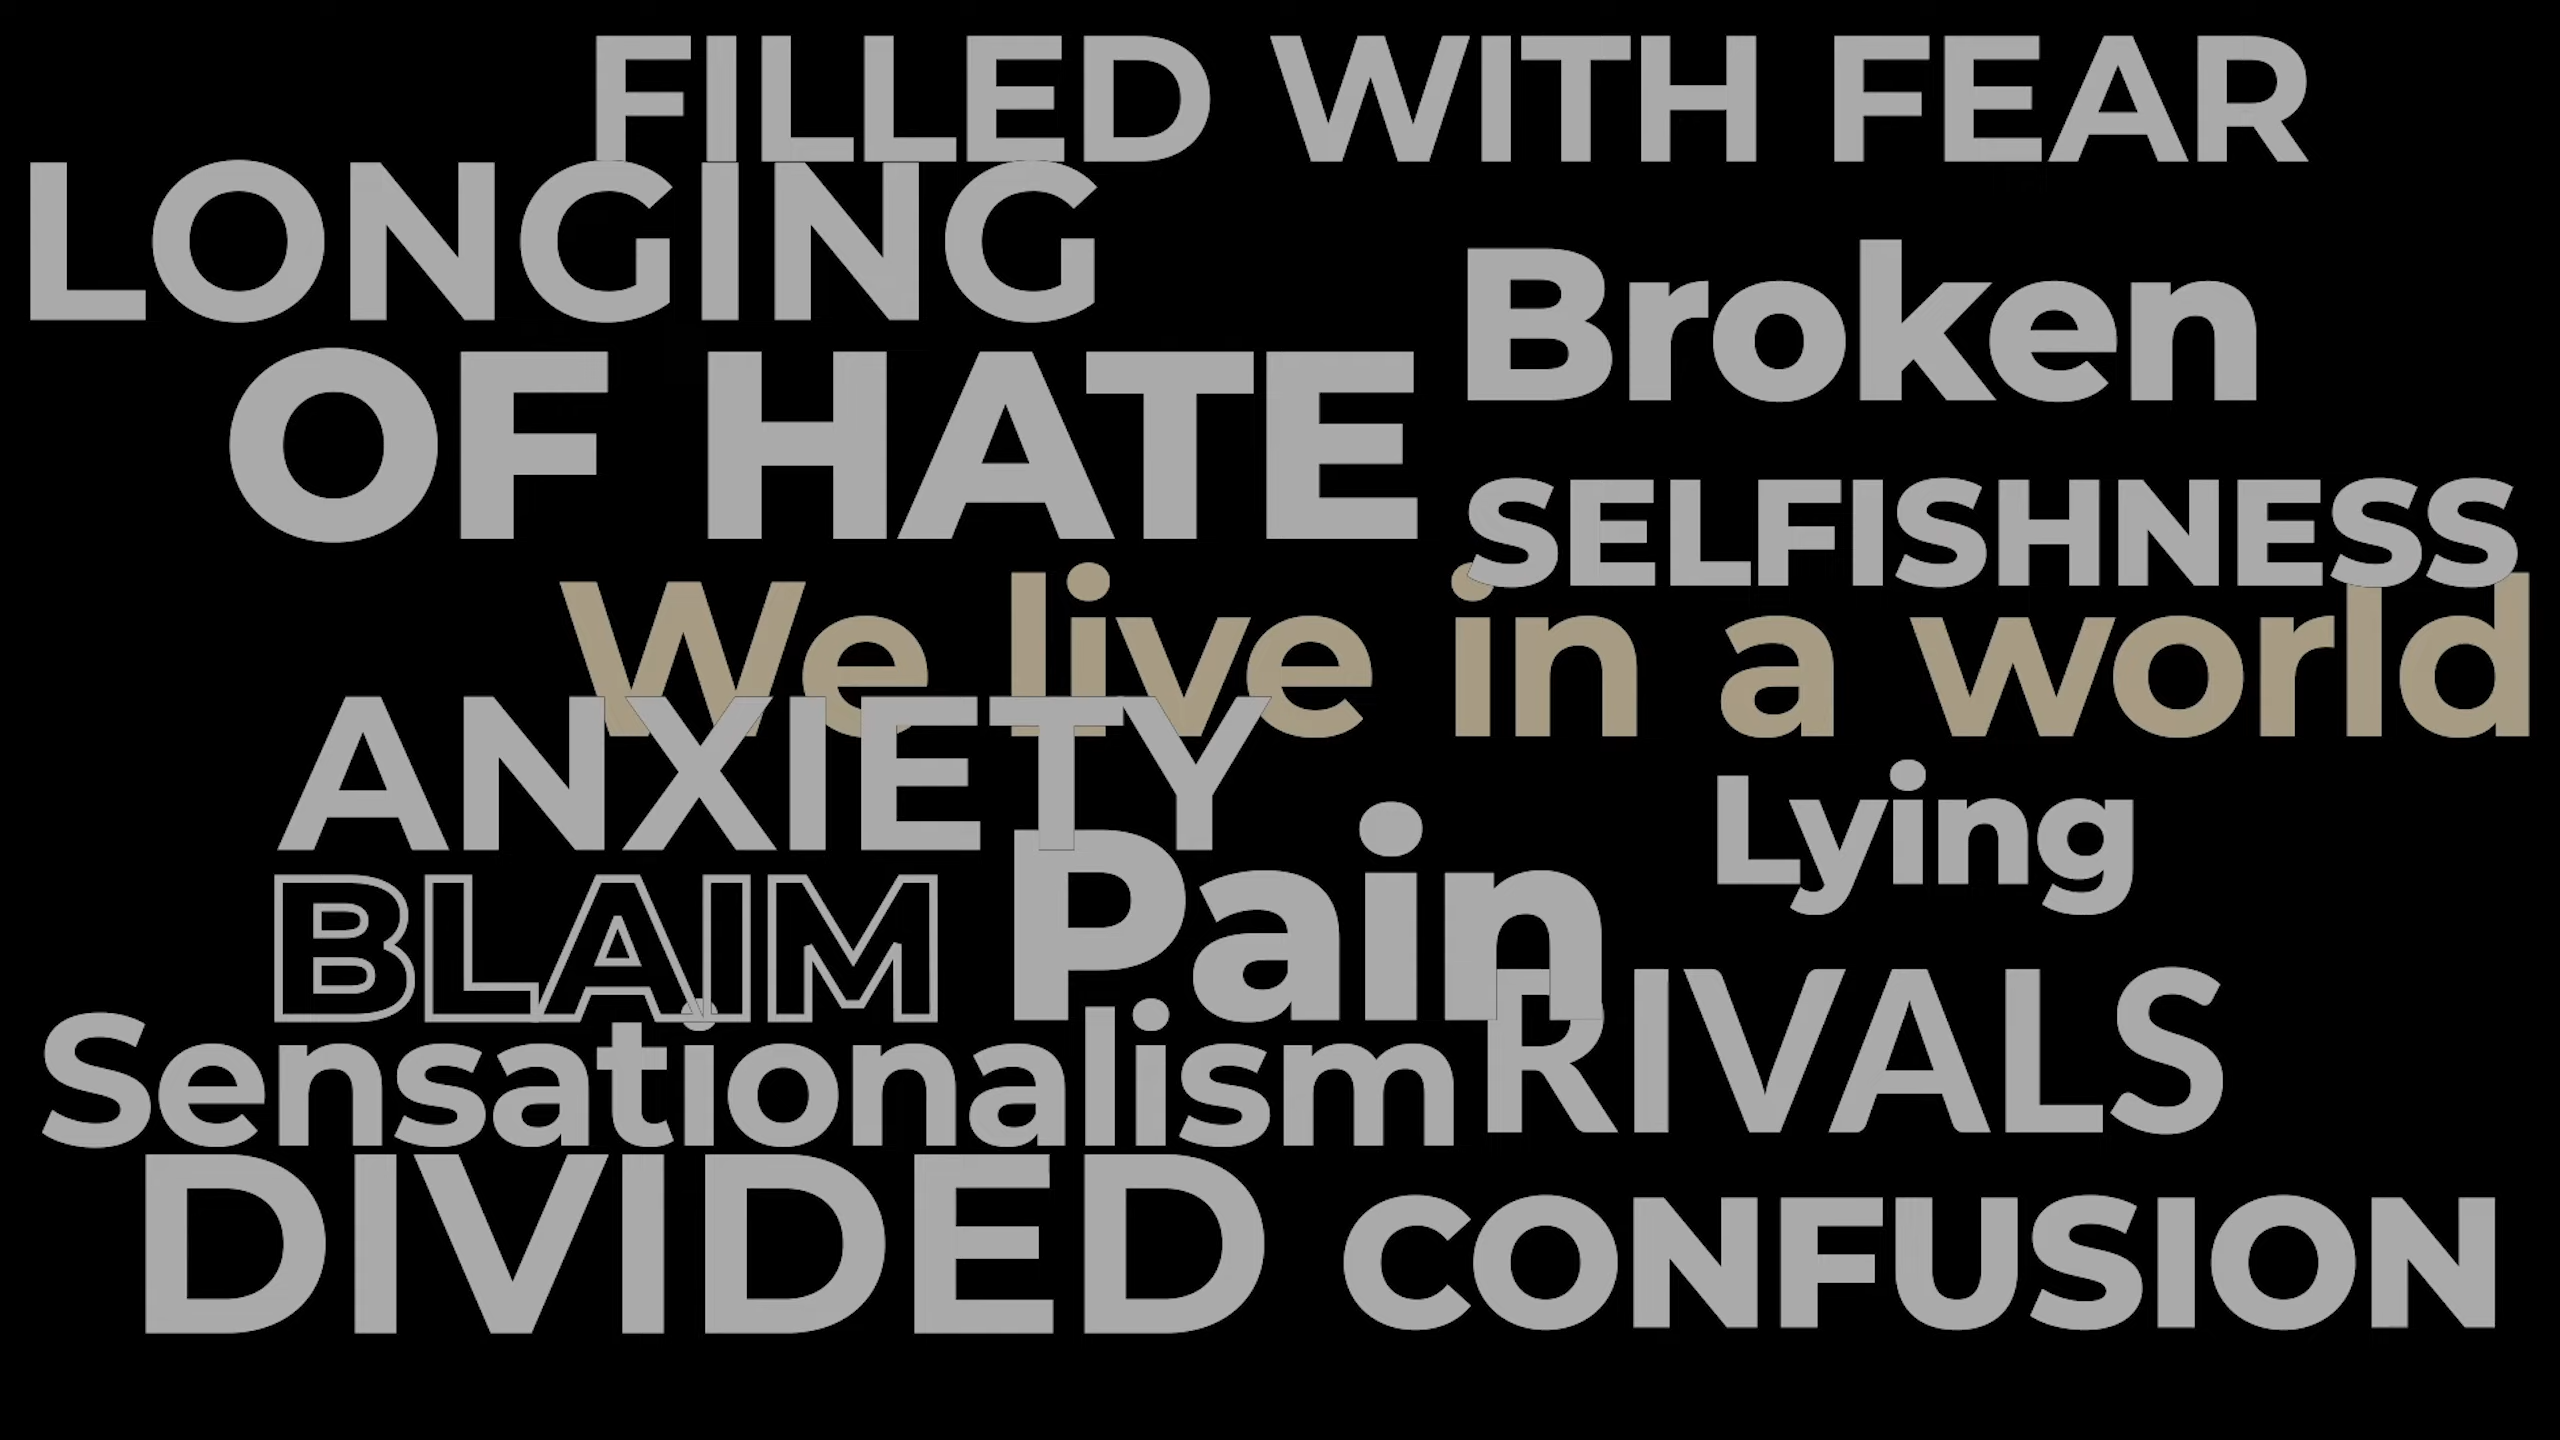 FILLED WITH FEAR
LONGING
Broken
OF HATE
SELFISHNESS
We live in a world
ANXIETY
Lying
BLAIM
Pain
RIVALS
Sensationalism
DIVIDED
CONFUSION